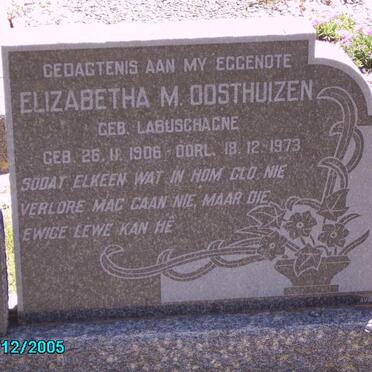 GEDAGTENIS AAN MY EGGENOTE
ELIZABETHA M. OOSTHUIZEN
GEB. LABUSCHAGNE
GEB. 26. 11. 1906 - OORL. 18. 12. 1973
SODAT ELKEEN WAT IN HOM GLO, NIE
VERLORE MAG GAAN NIE, MAAR DIE
EWIGE LEWE KAN HÊ
12/2005